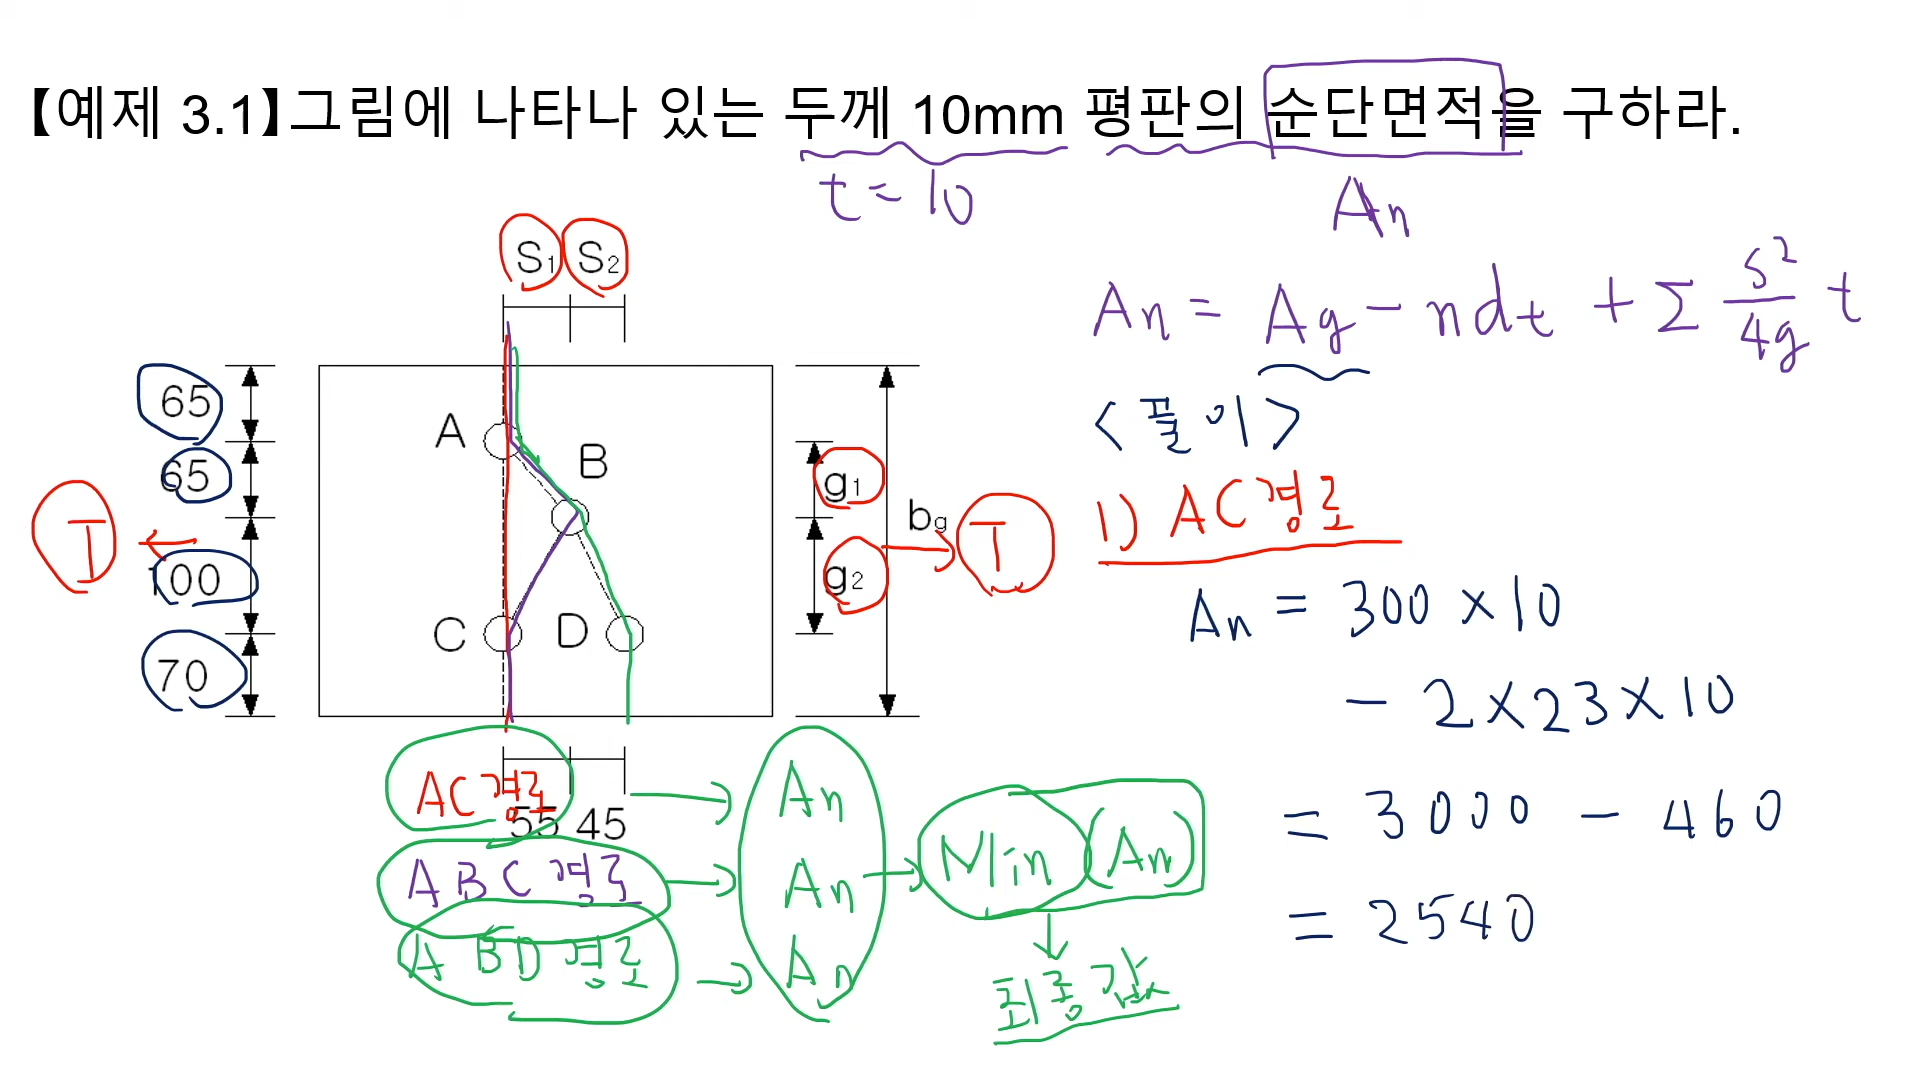 【예제 3.1】그림에 나타나 있는 두께 10mm 평판의 순단면적을 구하라.
t = 10
An
S1 S2
An = Ag - ndt + Σ s²/4g t
<풀이>
65
A
B
65
g1
bg
T
100
g2
T
1) AC경로
C
D
70
An = 300 × 10
- 2 × 23 × 10
= 3000 - 460
= 2540
55 45
AC경로 → An
ABC경로 → An → Min (An)
ABD경로 → An
최종값